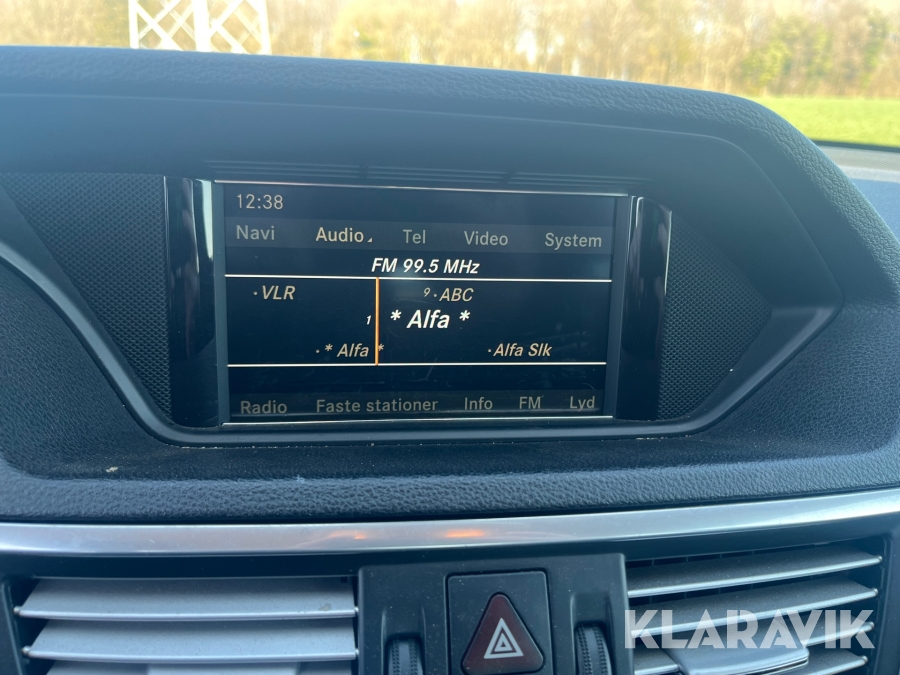 12:38
Navi Audio Tel Video System
FM 99.5 MHz
·VLR 9·ABC
1 * Alfa *
·* Alfa * ·Alfa Slk
Radio Faste stationer Info FM Lyd
KLARAVIK